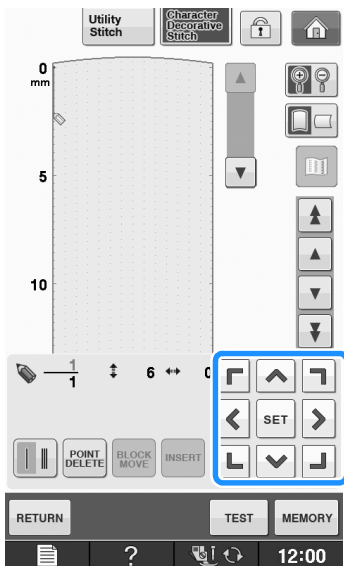 Utility
Stitch
Character
Decorative
Stitch
0
mm
5
10
1
1
6
0
SET
POINT
DELETE
BLOCK
MOVE
INSERT
RETURN
TEST
MEMORY
?
12:00